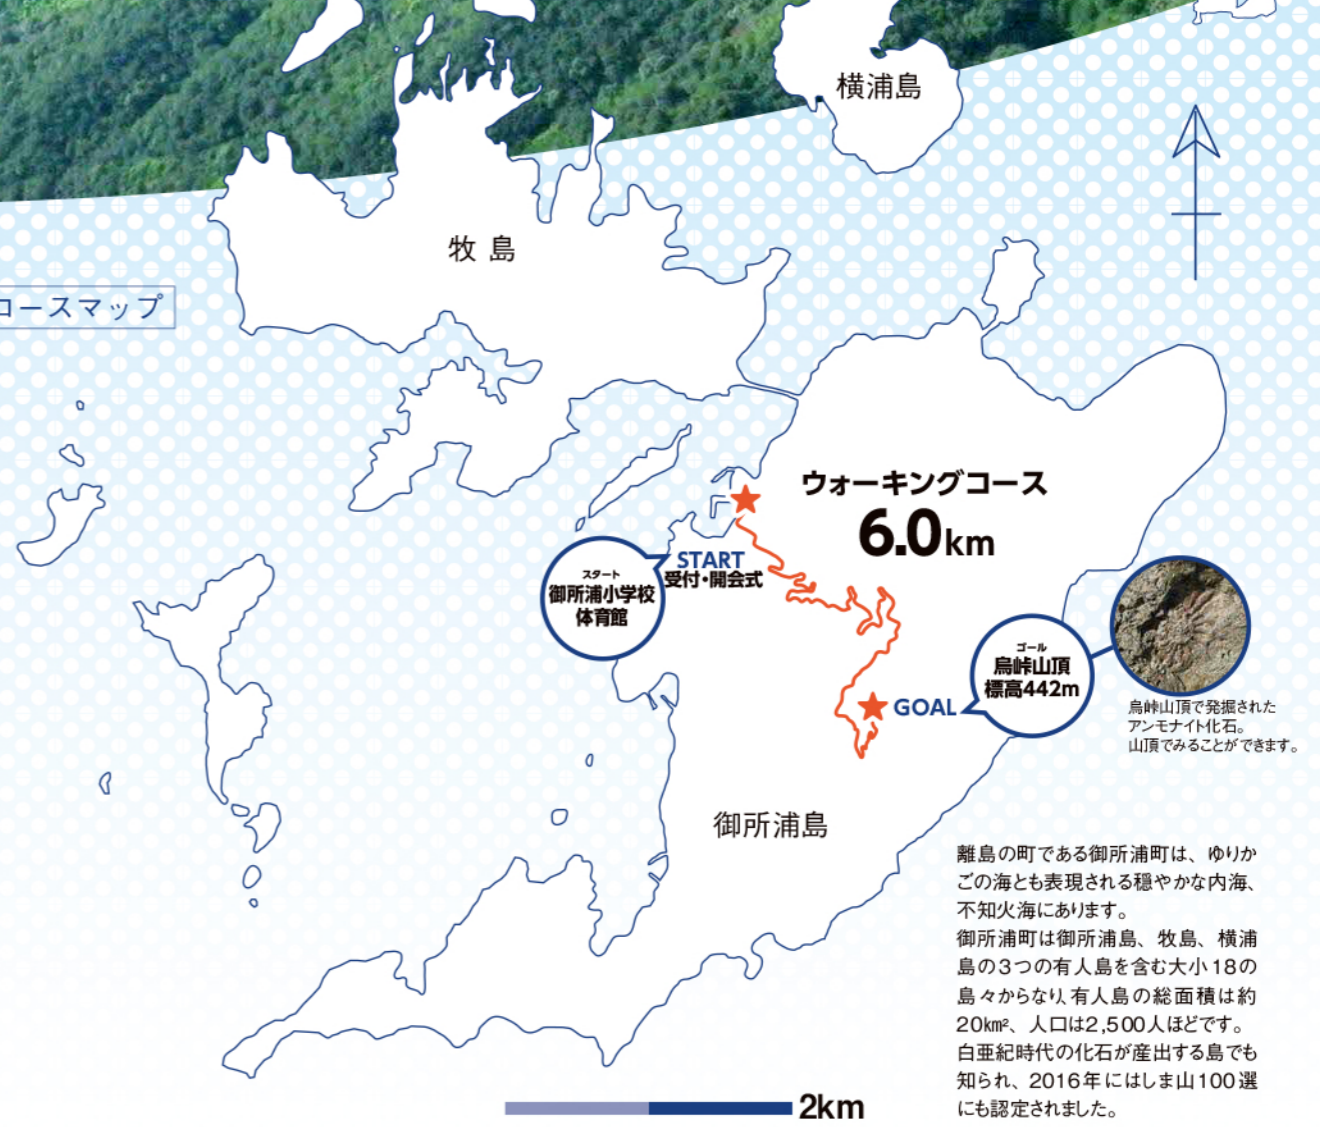 横浦島
牧 島
コースマップ
ウォーキングコース
6.0km
START
受付・開会式
スタート
御所浦小学校
体育館
ゴール
烏峠山頂
標高442m
GOAL
烏峠山頂で発掘された
アンモナイト化石。
山頂でみることができます。
御所浦島
離島の町である御所浦町は、ゆりか
ごの海とも表現される穏やかな内海、
不知火海にあります。
御所浦町は御所浦島、牧島、横浦
島の3つの有人島を含む大小18の
島々からなり、有人島の総面積は約
20km²、人口は2,500人ほどです。
白亜紀時代の化石が産出する島でも
知られ、2016年にはしま山100選
にも認定されました。
2km